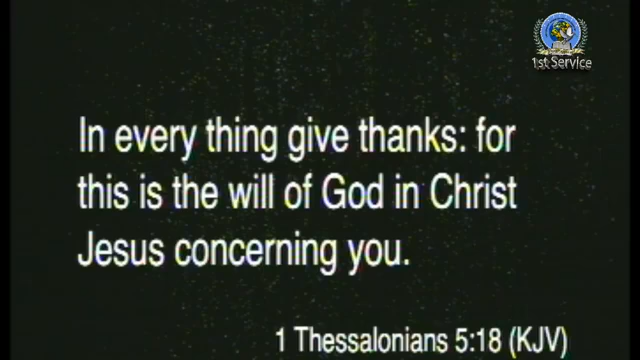 1st Service
In every thing give thanks: for
this is the will of God in Christ
Jesus concerning you.
1 Thessalonians 5:18 (KJV)